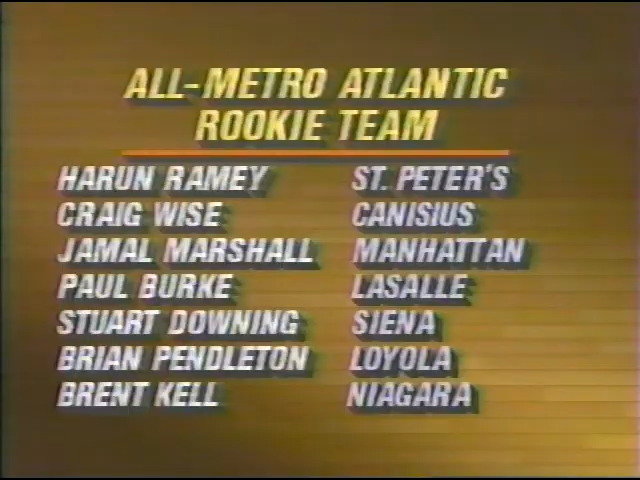 ALL-METRO ATLANTIC
ROOKIE TEAM
HARUN RAMEY ST. PETER'S
CRAIG WISE CANISIUS
JAMAL MARSHALL MANHATTAN
PAUL BURKE LASALLE
STUART DOWNING SIENA
BRIAN PENDLETON LOYOLA
BRENT KELL NIAGARA